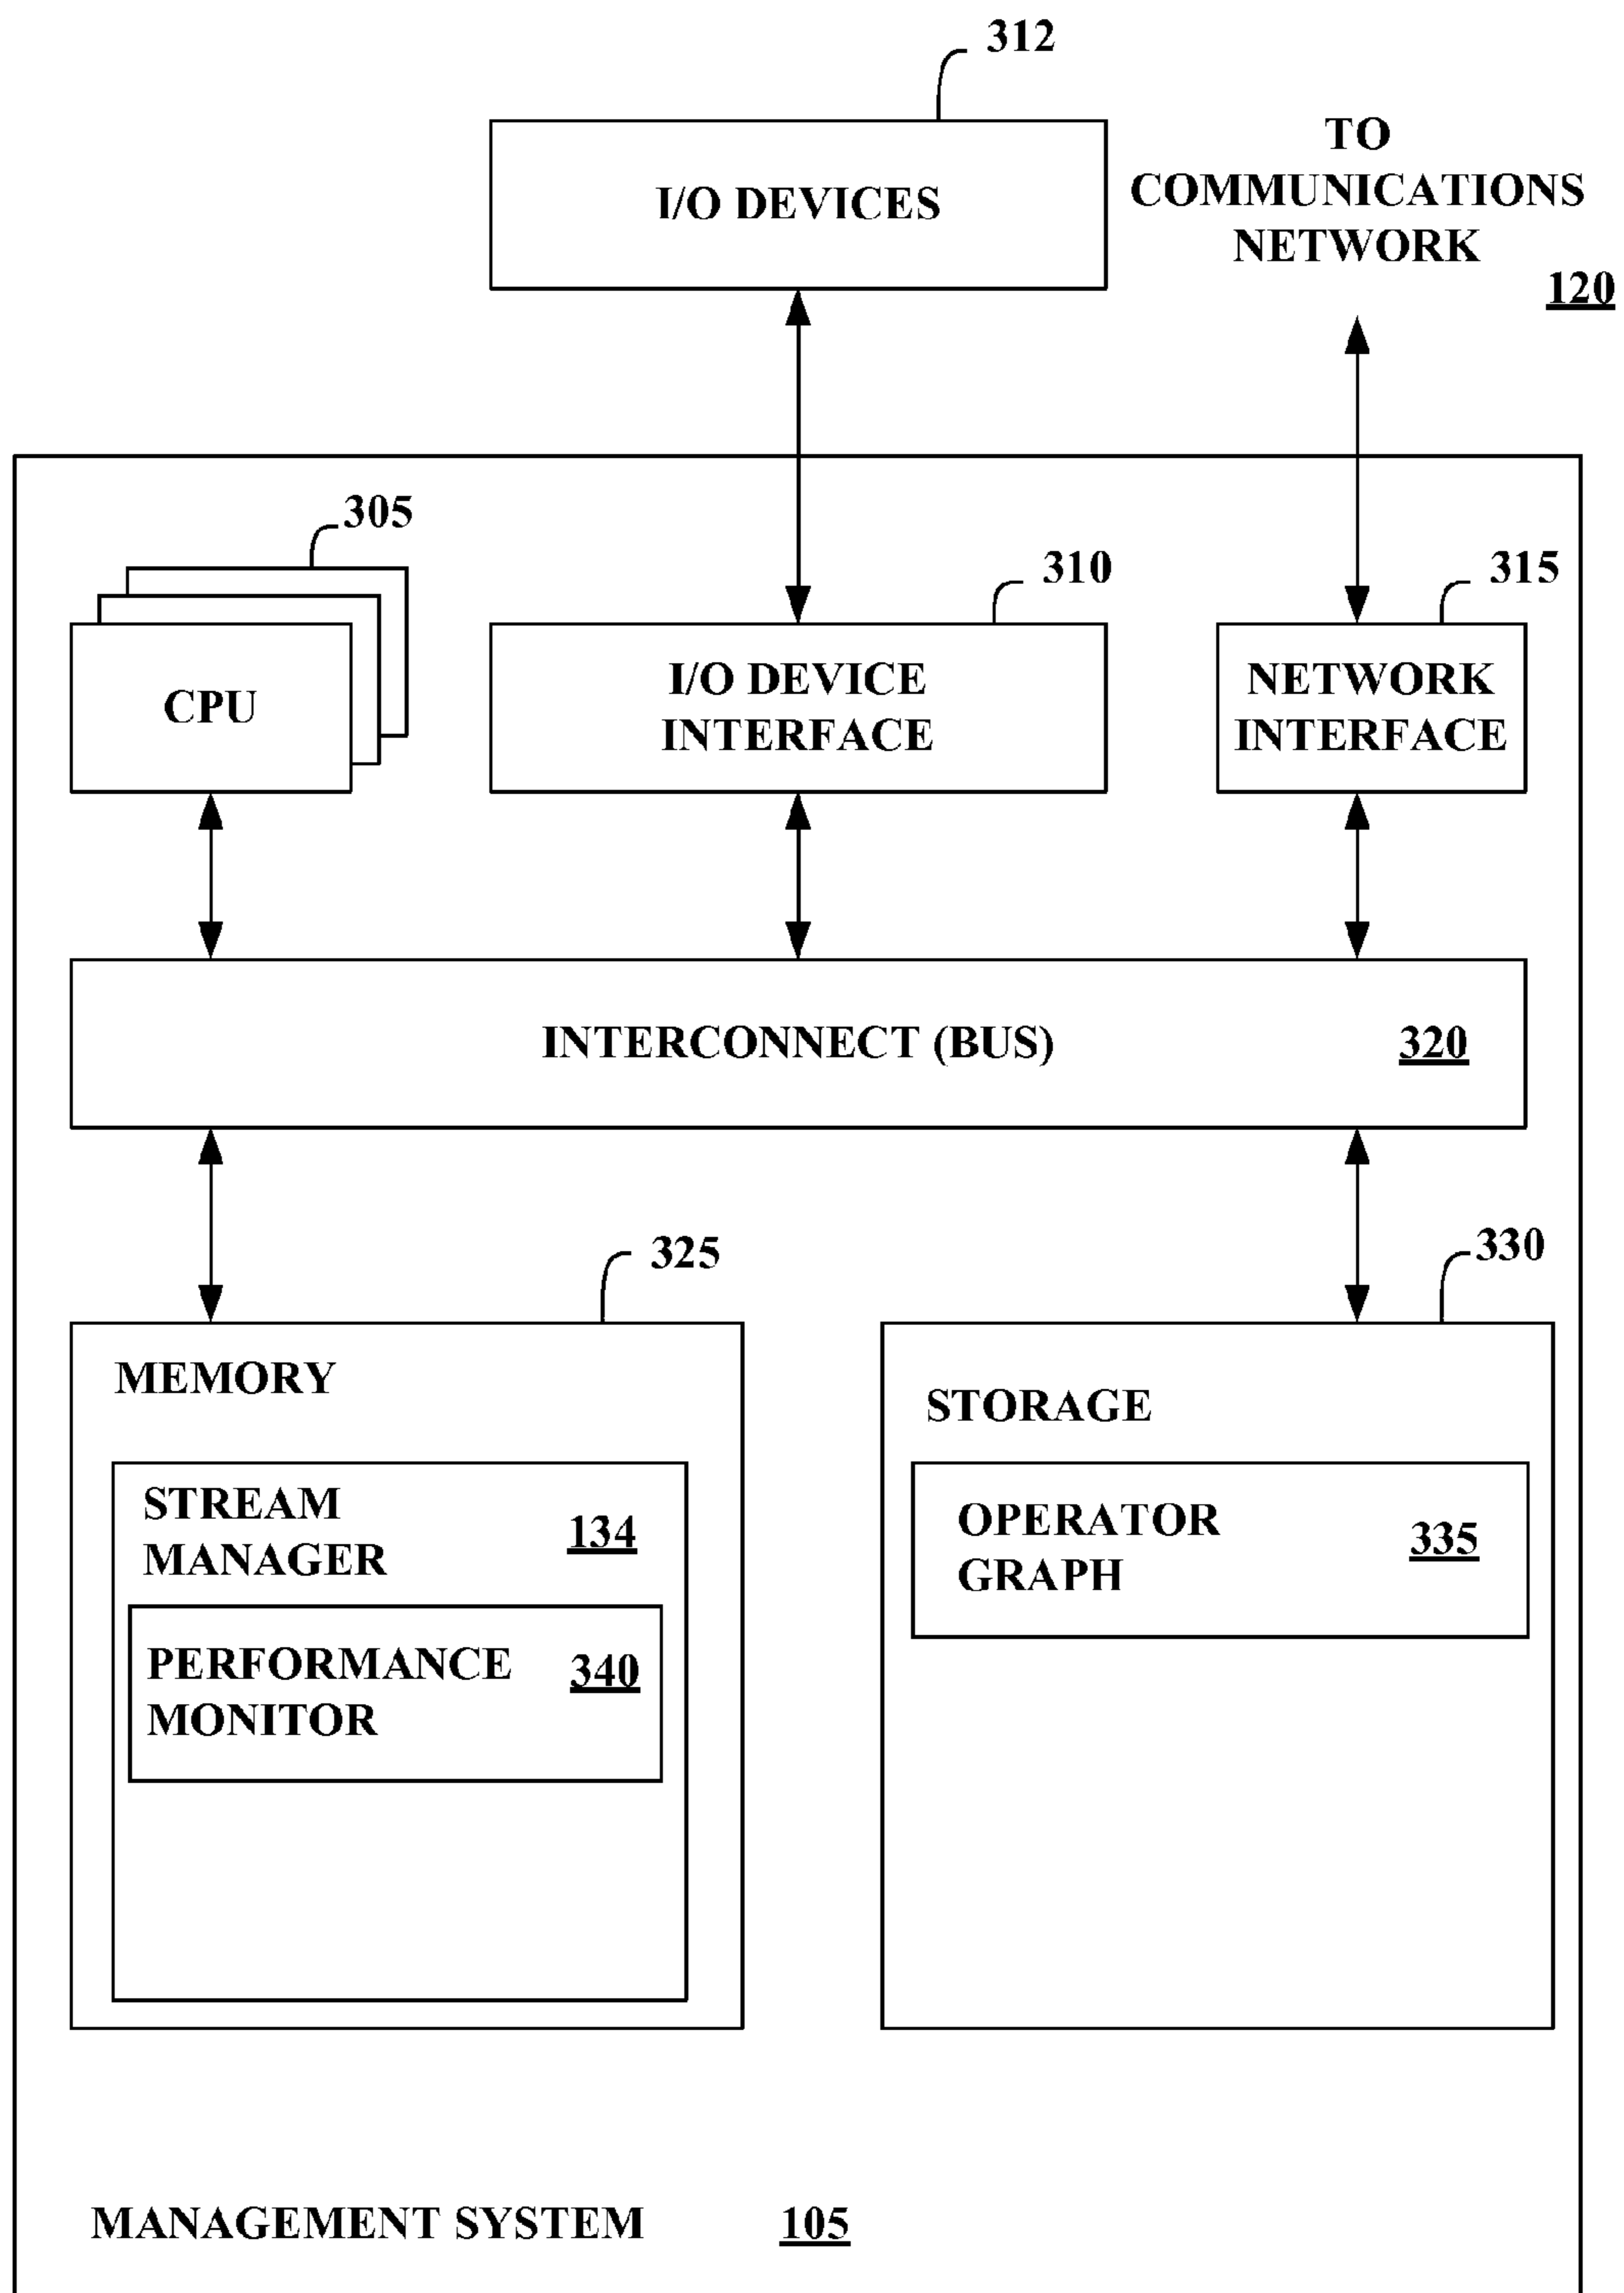 312
I/O DEVICES
TO
COMMUNICATIONS
NETWORK
120
305
310
315
CPU
I/O DEVICE
INTERFACE
NETWORK
INTERFACE
INTERCONNECT (BUS)
320
325
330
MEMORY
STREAM
MANAGER
134
PERFORMANCE
MONITOR
340
STORAGE
OPERATOR
GRAPH
335
MANAGEMENT SYSTEM
105